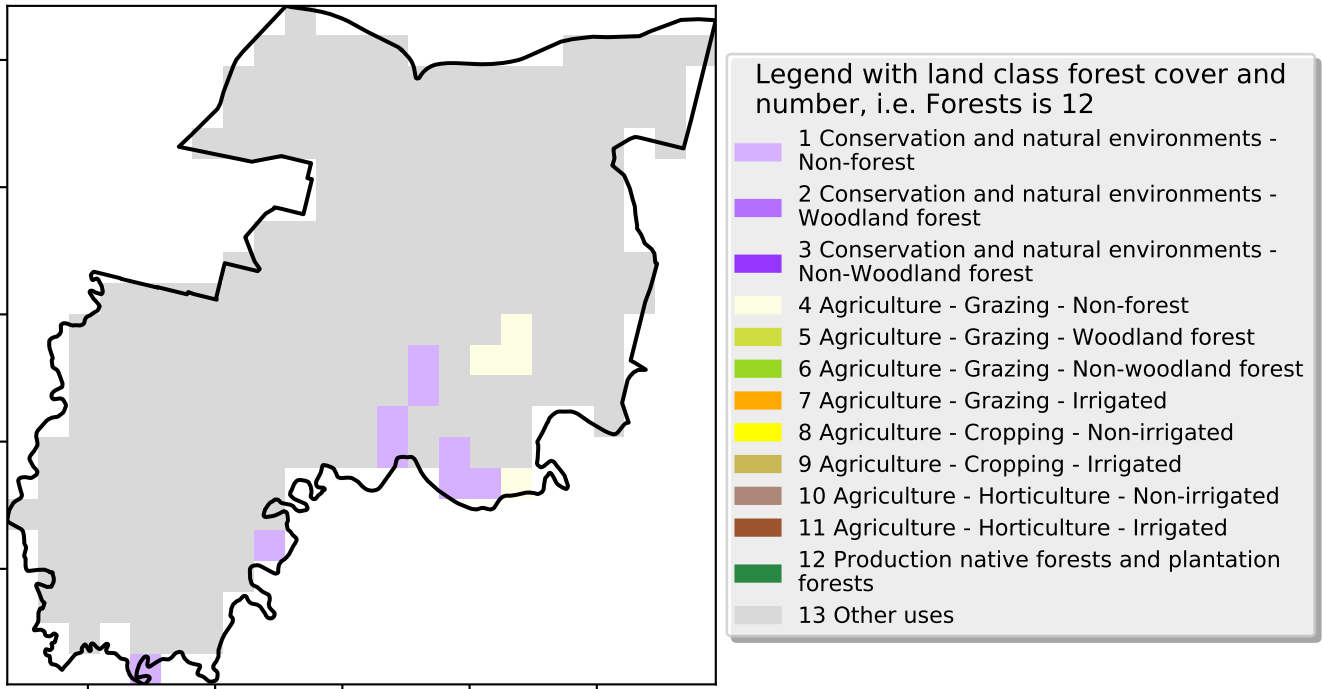 Legend with land class forest cover and
number, i.e. Forests is 12
1 Conservation and natural environments -
Non-forest
2 Conservation and natural environments -
Woodland forest
3 Conservation and natural environments -
Non-Woodland forest
4 Agriculture - Grazing - Non-forest
5 Agriculture - Grazing - Woodland forest
6 Agriculture - Grazing - Non-woodland forest
7 Agriculture - Grazing - Irrigated
8 Agriculture - Cropping - Non-irrigated
9 Agriculture - Cropping - Irrigated
10 Agriculture - Horticulture - Non-irrigated
11 Agriculture - Horticulture - Irrigated
12 Production native forests and plantation
forests
13 Other uses